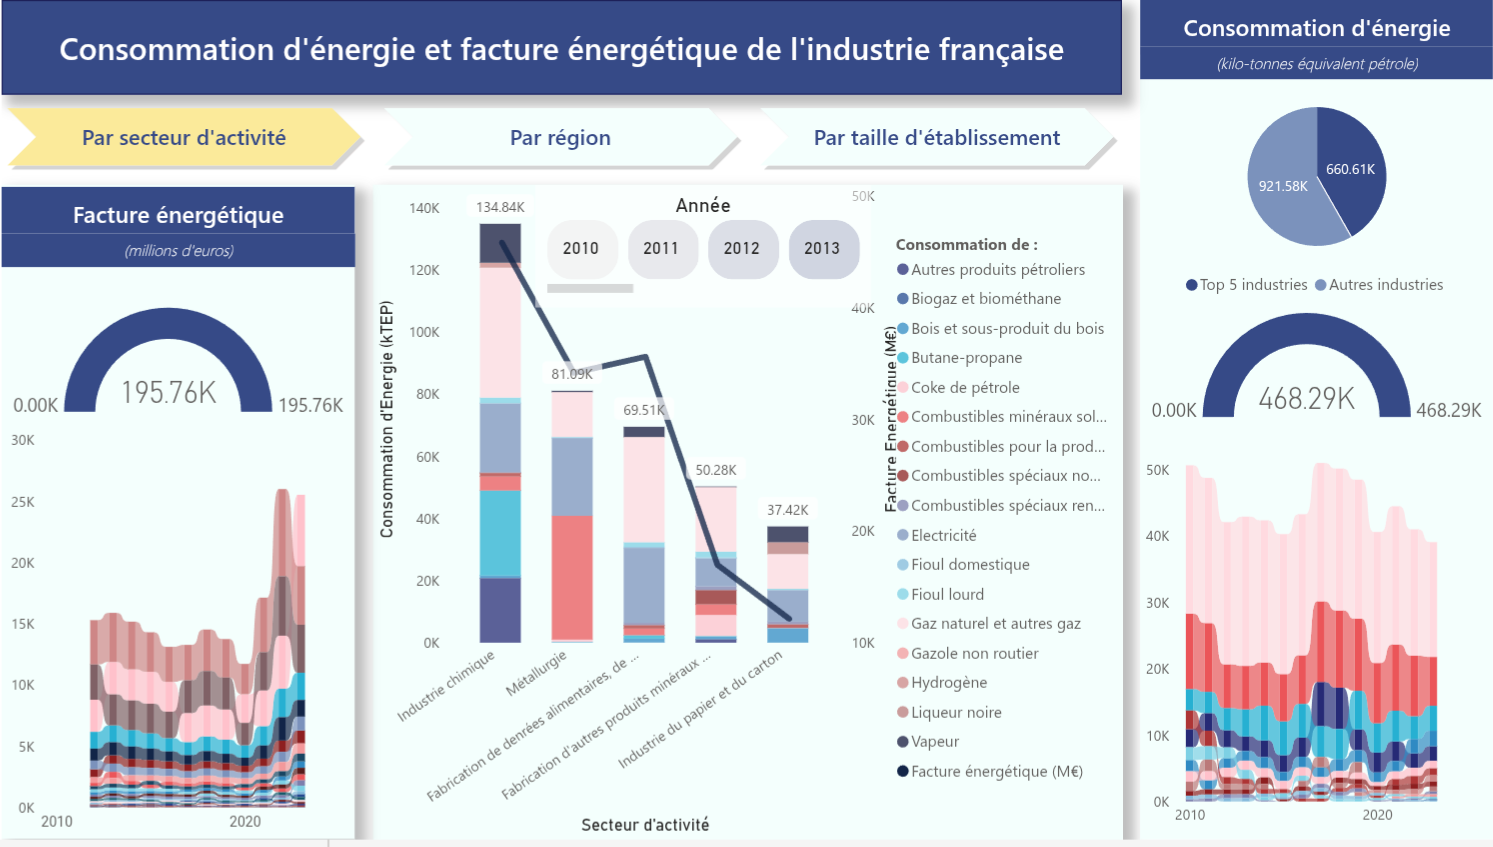 Consommation d'énergie et facture énergétique de l'industrie française
Par secteur d'activité
Par région
Par taille d'établissement
Facture énergétique
(millions d'euros)
195.76K
0.00K
195.76K
30K
25K
20K
15K
10K
5K
0K
2010
2020
Année
2010
2011
2012
2013
Consommation d'Energie (kTEP)
140K
120K
100K
80K
60K
40K
20K
0K
134.84K
81.09K
69.51K
50.28K
37.42K
50K
40K
30K
20K
10K
Facture Energétique (M€)
Industrie chimique
Métallurgie
Fabrication de denrées alimentaires, de ...
Fabrication d'autres produits minéraux ...
Industrie du papier et du carton
Secteur d'activité
Consommation de :
Autres produits pétroliers
Biogaz et biométhane
Bois et sous-produit du bois
Butane-propane
Coke de pétrole
Combustibles minéraux sol...
Combustibles pour la prod...
Combustibles spéciaux no...
Combustibles spéciaux ren...
Electricité
Fioul domestique
Fioul lourd
Gaz naturel et autres gaz
Gazole non routier
Hydrogène
Liqueur noire
Vapeur
Facture énergétique (M€)
Consommation d'énergie
(kilo-tonnes équivalent pétrole)
660.61K
921.58K
Top 5 industries
Autres industries
468.29K
0.00K
468.29K
50K
40K
30K
20K
10K
0K
2010
2020